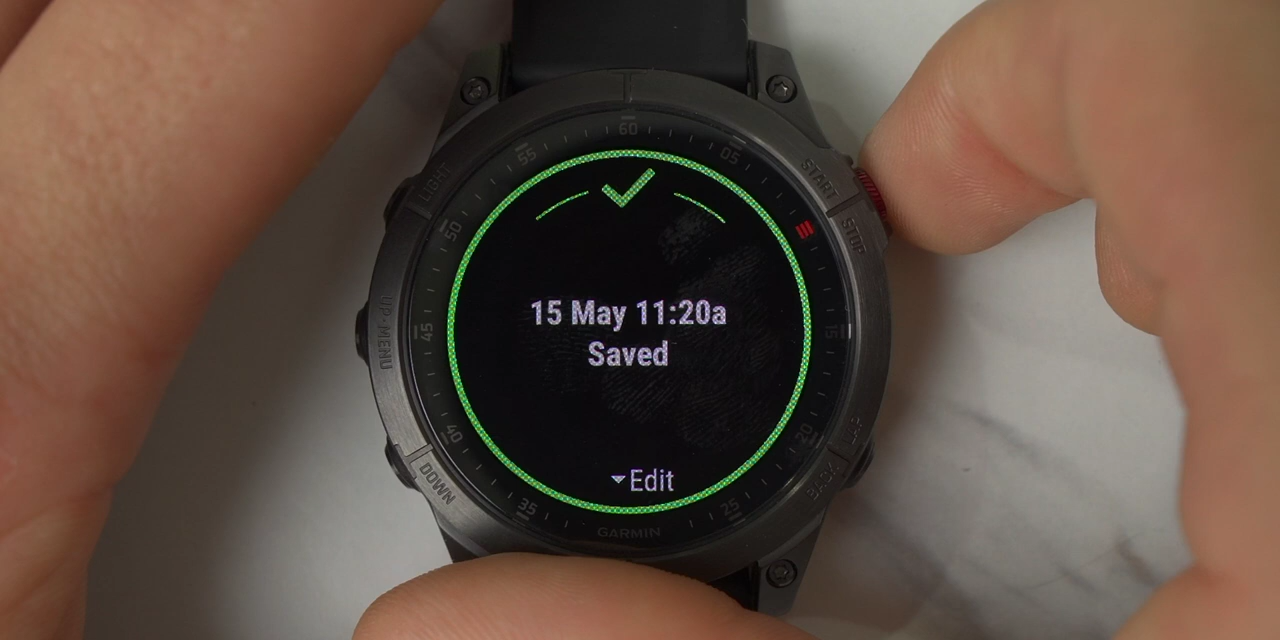 60
55
05
LIGHT
START
STOP
50
15 May 11:20a
UP·MENU
45
15
Saved
40
20
LAP
DOWN
BACK
Edit
35
25
GARMIN